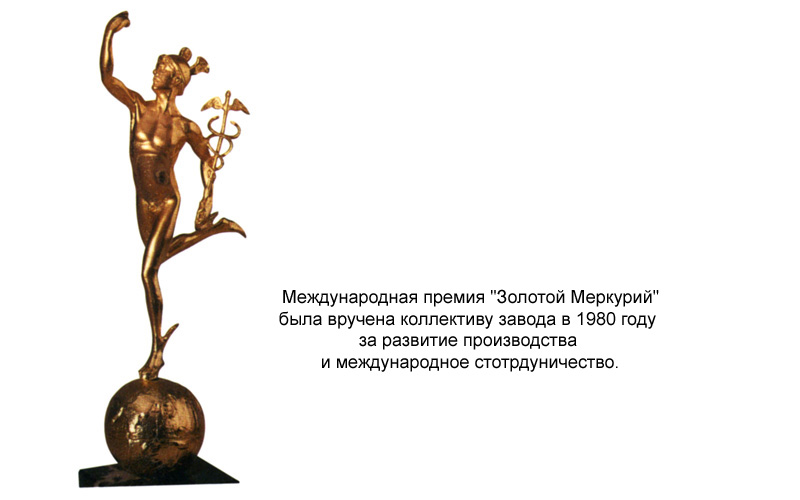 Международная премия "Золотой Меркурий"
была вручена коллективу завода в 1980 году
за развитие производства
и международное стотрдуничество.